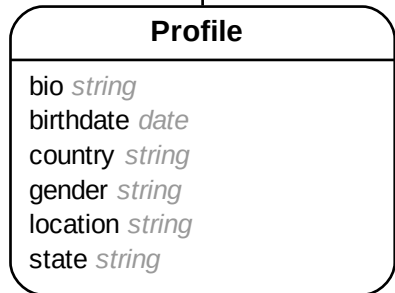 Profile
bio string
birthdate date
country string
gender string
location string
state string